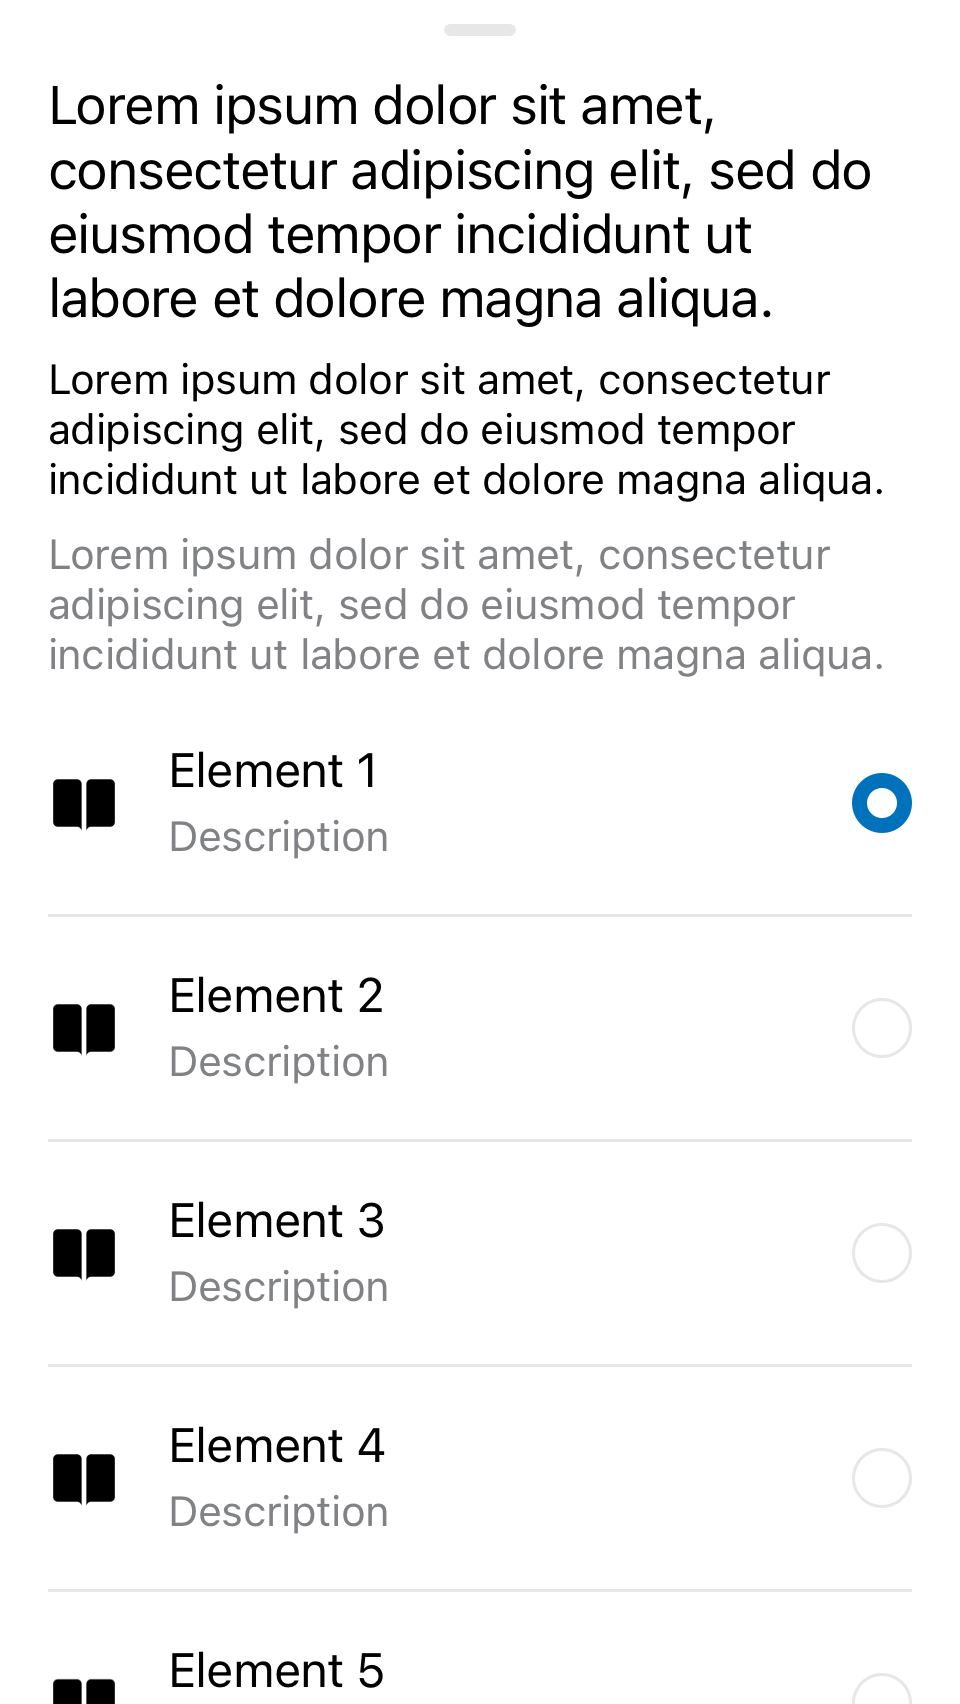 Lorem ipsum dolor sit amet,
consectetur adipiscing elit, sed do
eiusmod tempor incididunt ut
labore et dolore magna aliqua.
Lorem ipsum dolor sit amet, consectetur
adipiscing elit, sed do eiusmod tempor
incididunt ut labore et dolore magna aliqua.
Lorem ipsum dolor sit amet, consectetur
adipiscing elit, sed do eiusmod tempor
incididunt ut labore et dolore magna aliqua.
Element 1
Description
Element 2
Description
Element 3
Description
Element 4
Description
Element 5